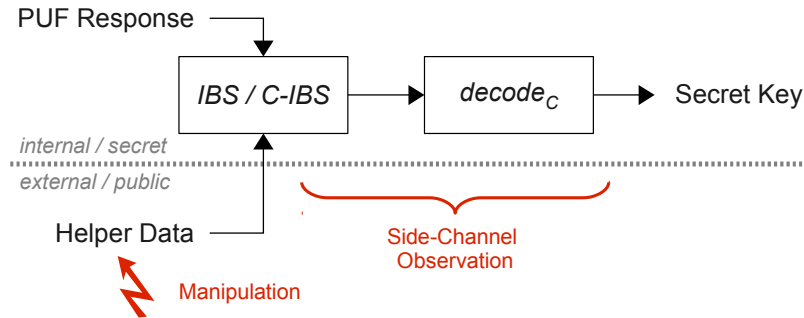 PUF Response
IBS / C-IBS
decodeC
Secret Key
internal / secret
external / public
Helper Data
Side-Channel
Observation
Manipulation